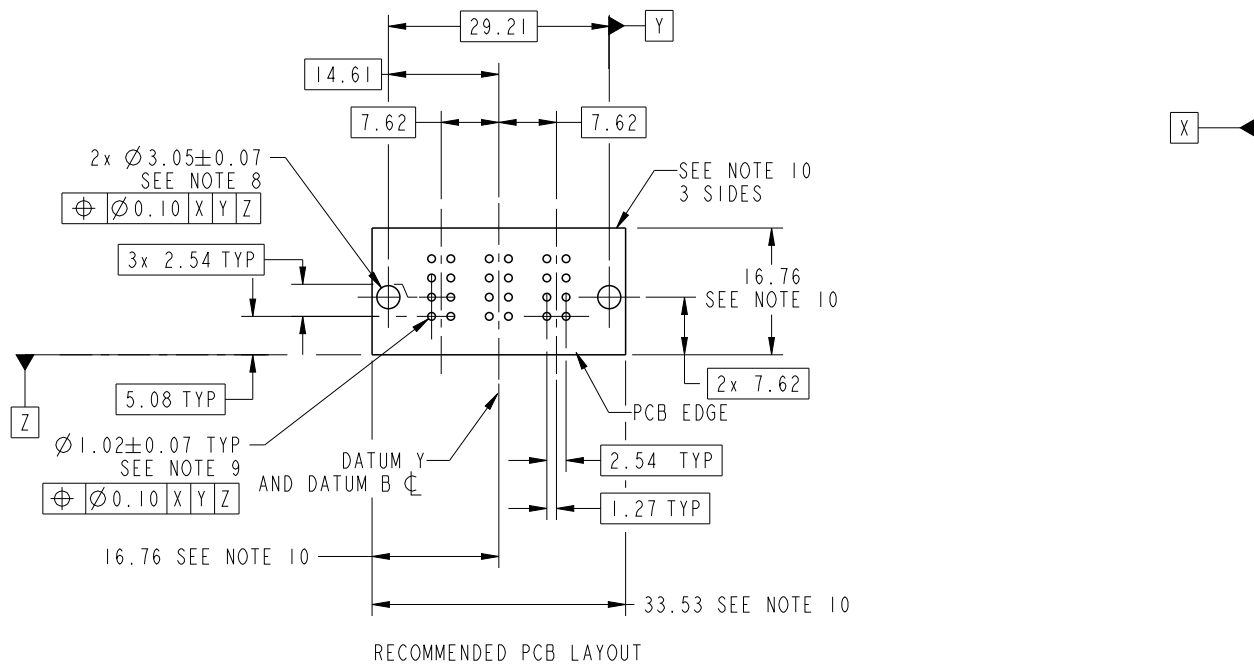 29.21
Y
14.61
7.62
7.62
X
2x Ø3.05±0.07
SEE NOTE 8
⌖ Ø0.10 X Y Z
SEE NOTE 10
3 SIDES
3x 2.54 TYP
16.76
SEE NOTE 10
5.08 TYP
2x 7.62
Z
PCB EDGE
Ø1.02±0.07 TYP
SEE NOTE 9
⌖ Ø0.10 X Y Z
DATUM Y
AND DATUM B ℄
2.54 TYP
1.27 TYP
16.76 SEE NOTE 10
33.53 SEE NOTE 10
RECOMMENDED PCB LAYOUT